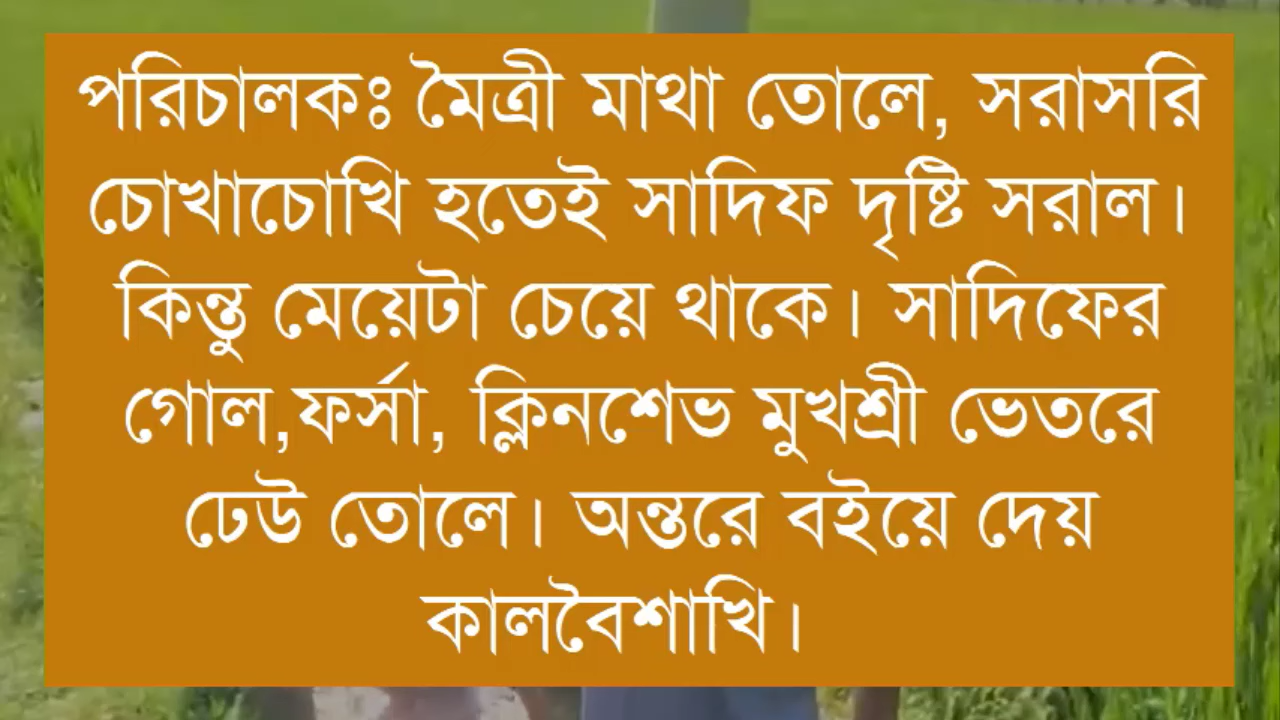 পরিচালকঃ মৈত্রী মাথা তোলে, সরাসরি
চোখাচোখি হতেই সাদিফ দৃষ্টি সরাল।
কিন্তু মেয়েটা চেয়ে থাকে। সাদিফের
গোল,ফর্সা, ক্লিনশেভ মুখশ্রী ভেতরে
ঢেউ তোলে। অন্তরে বইয়ে দেয়
কালবৈশাখি।